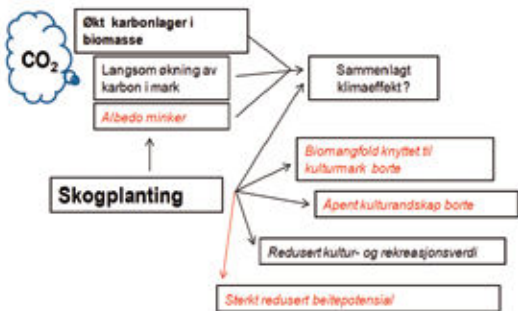 Økt karbonlager i
biomasse
CO2
Langsom økning av
karbon i mark
Albedo minker
Sammenlagt
klimaeffekt?
Biomangfold knyttet til
kulturmark borte
Skogplanting
Åpent kulturandskap borte
Redusert kultur- og rekreasjonsverdi
Sterkt redusert beitepotensial